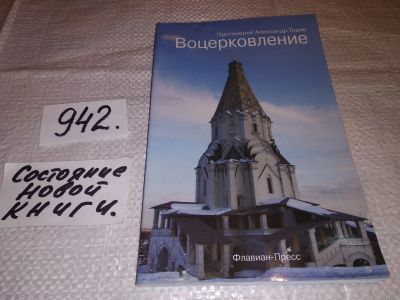 Протоиерей Александр Торик
Воцерковление
942.
Состояние
новой
книги.
Флавиан-Пресс